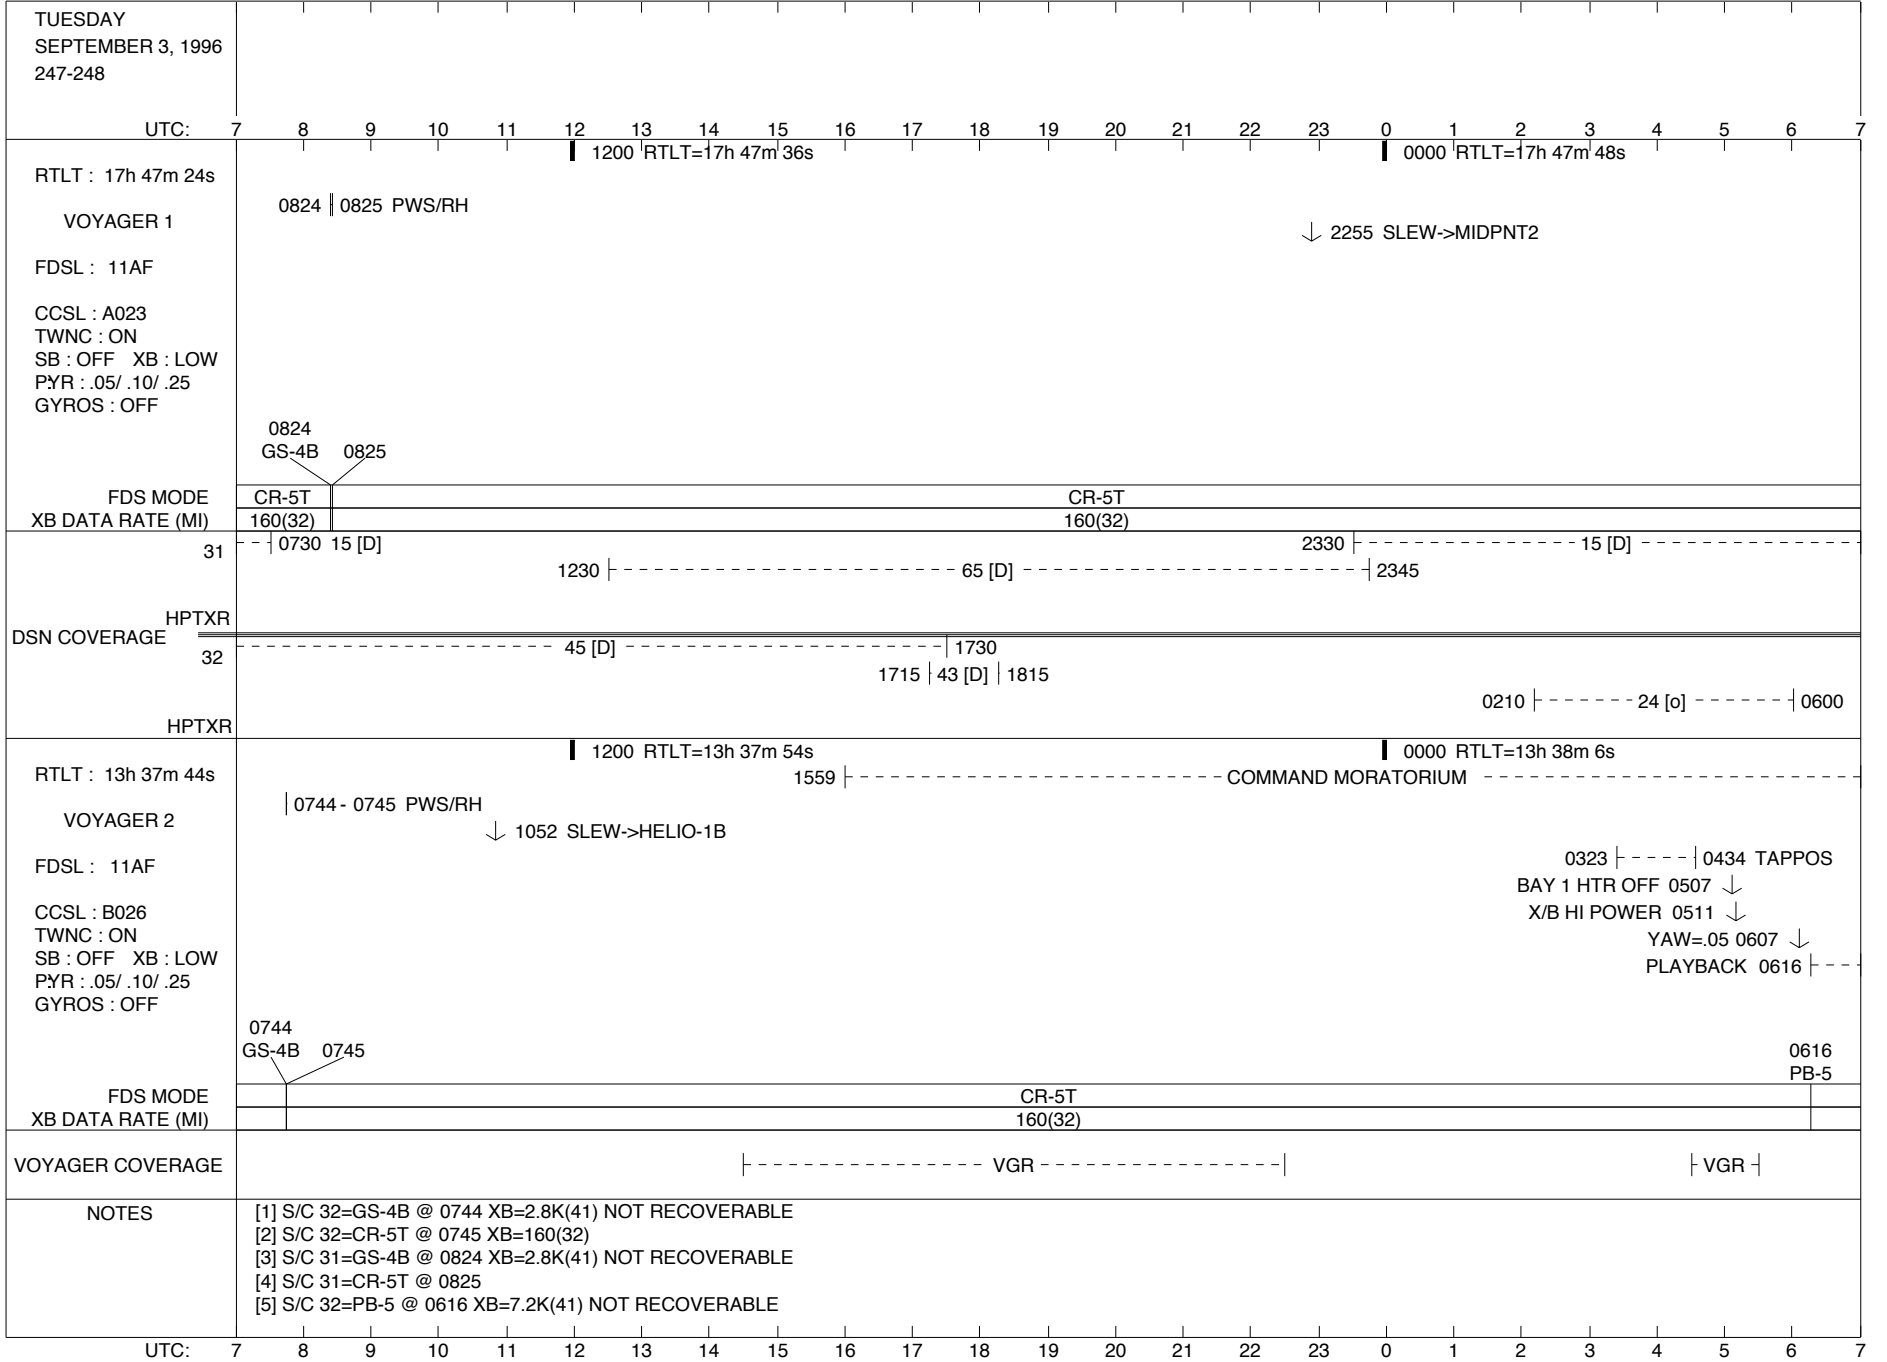 TUESDAY
SEPTEMBER 3, 1996
247-248
UTC: 7 8 9 10 11 12 13 14 15 16 17 18 19 20 21 22 23 0 1 2 3 4 5 6 7
1200 RTLT=17h 47m 36s 0000 RTLT=17h 47m 48s
RTLT : 17h 47m 24s
0824 0825 PWS/RH
VOYAGER 1
2255 SLEW->MIDPNT2
FDSL : 11AF
CCSL : A023
TWNC : ON
SB : OFF XB : LOW
P:YR : .05/ .10/ .25
GYROS : OFF
0824
GS-4B 0825
FDS MODE CR-5T CR-5T
XB DATA RATE (MI) 160(32) 160(32)
31 0730 15 [D] 2330 15 [D]
1230 65 [D] 2345
HPTXR
DSN COVERAGE
32 45 [D] 1730
1715 43 [D] 1815
0210 24 [o] 0600
HPTXR
1200 RTLT=13h 37m 54s 0000 RTLT=13h 38m 6s
RTLT : 13h 37m 44s 1559 COMMAND MORATORIUM
0744 - 0745 PWS/RH
VOYAGER 2
1052 SLEW->HELIO-1B
FDSL : 11AF 0323 0434 TAPPOS
BAY 1 HTR OFF 0507
CCSL : B026 X/B HI POWER 0511
TWNC : ON YAW=.05 0607
SB : OFF XB : LOW
P:YR : .05/ .10/ .25 PLAYBACK 0616
GYROS : OFF
0744
GS-4B 0745 0616
PB-5
FDS MODE CR-5T
XB DATA RATE (MI) 160(32)
VOYAGER COVERAGE VGR VGR
NOTES [1] S/C 32=GS-4B @ 0744 XB=2.8K(41) NOT RECOVERABLE
[2] S/C 32=CR-5T @ 0745 XB=160(32)
[3] S/C 31=GS-4B @ 0824 XB=2.8K(41) NOT RECOVERABLE
[4] S/C 31=CR-5T @ 0825
[5] S/C 32=PB-5 @ 0616 XB=7.2K(41) NOT RECOVERABLE
UTC: 7 8 9 10 11 12 13 14 15 16 17 18 19 20 21 22 23 0 1 2 3 4 5 6 7